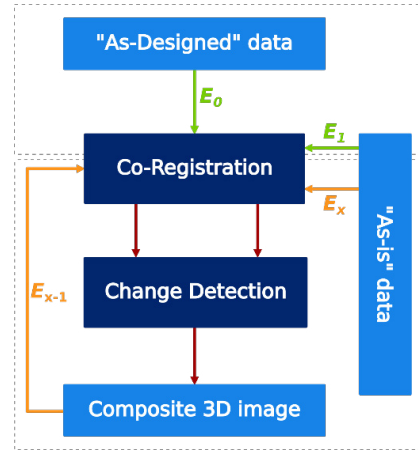 "As-Designed" data
E0
E1
Co-Registration
Ex
"As-is" data
Ex-1
Change Detection
Composite 3D image